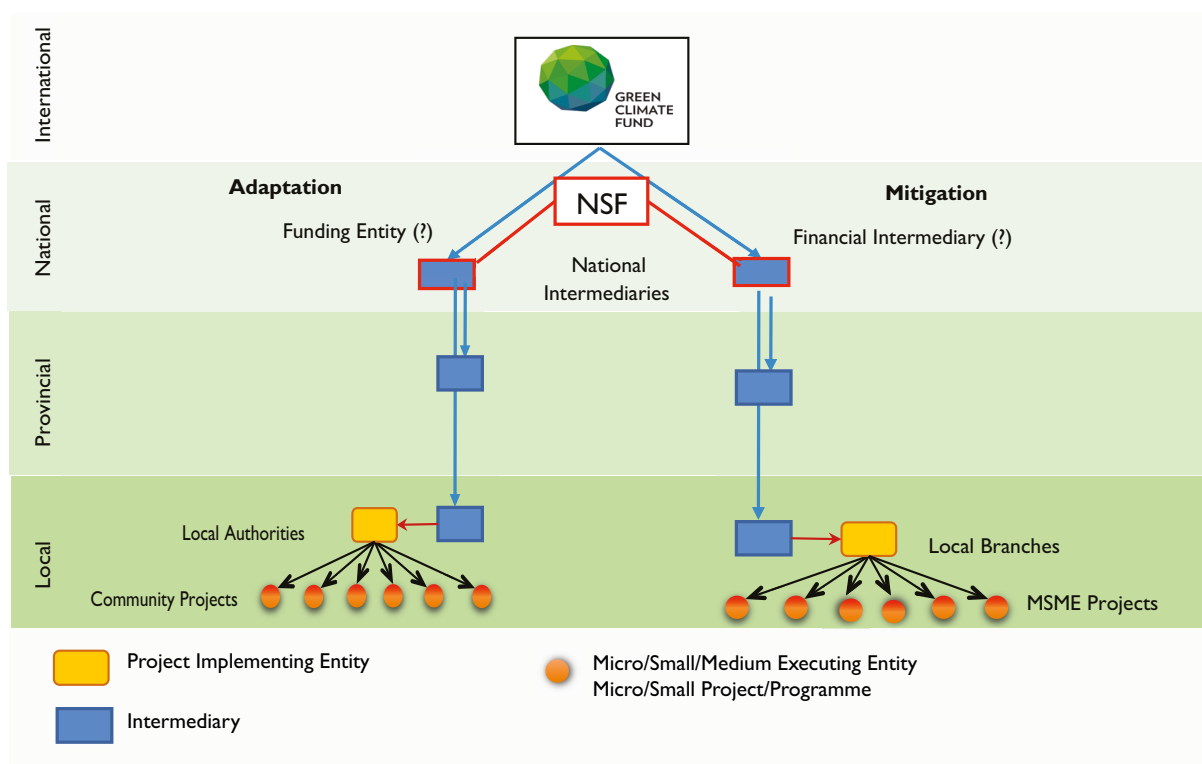 International
GREEN
CLIMATE
FUND
National
Adaptation
NSF
Mitigation
Funding Entity (?)
Financial Intermediary (?)
National
Intermediaries
Provincial
Local
Local Authorities
Local Branches
Community Projects
MSME Projects
Project Implementing Entity
Micro/Small/Medium Executing Entity
Micro/Small Project/Programme
Intermediary